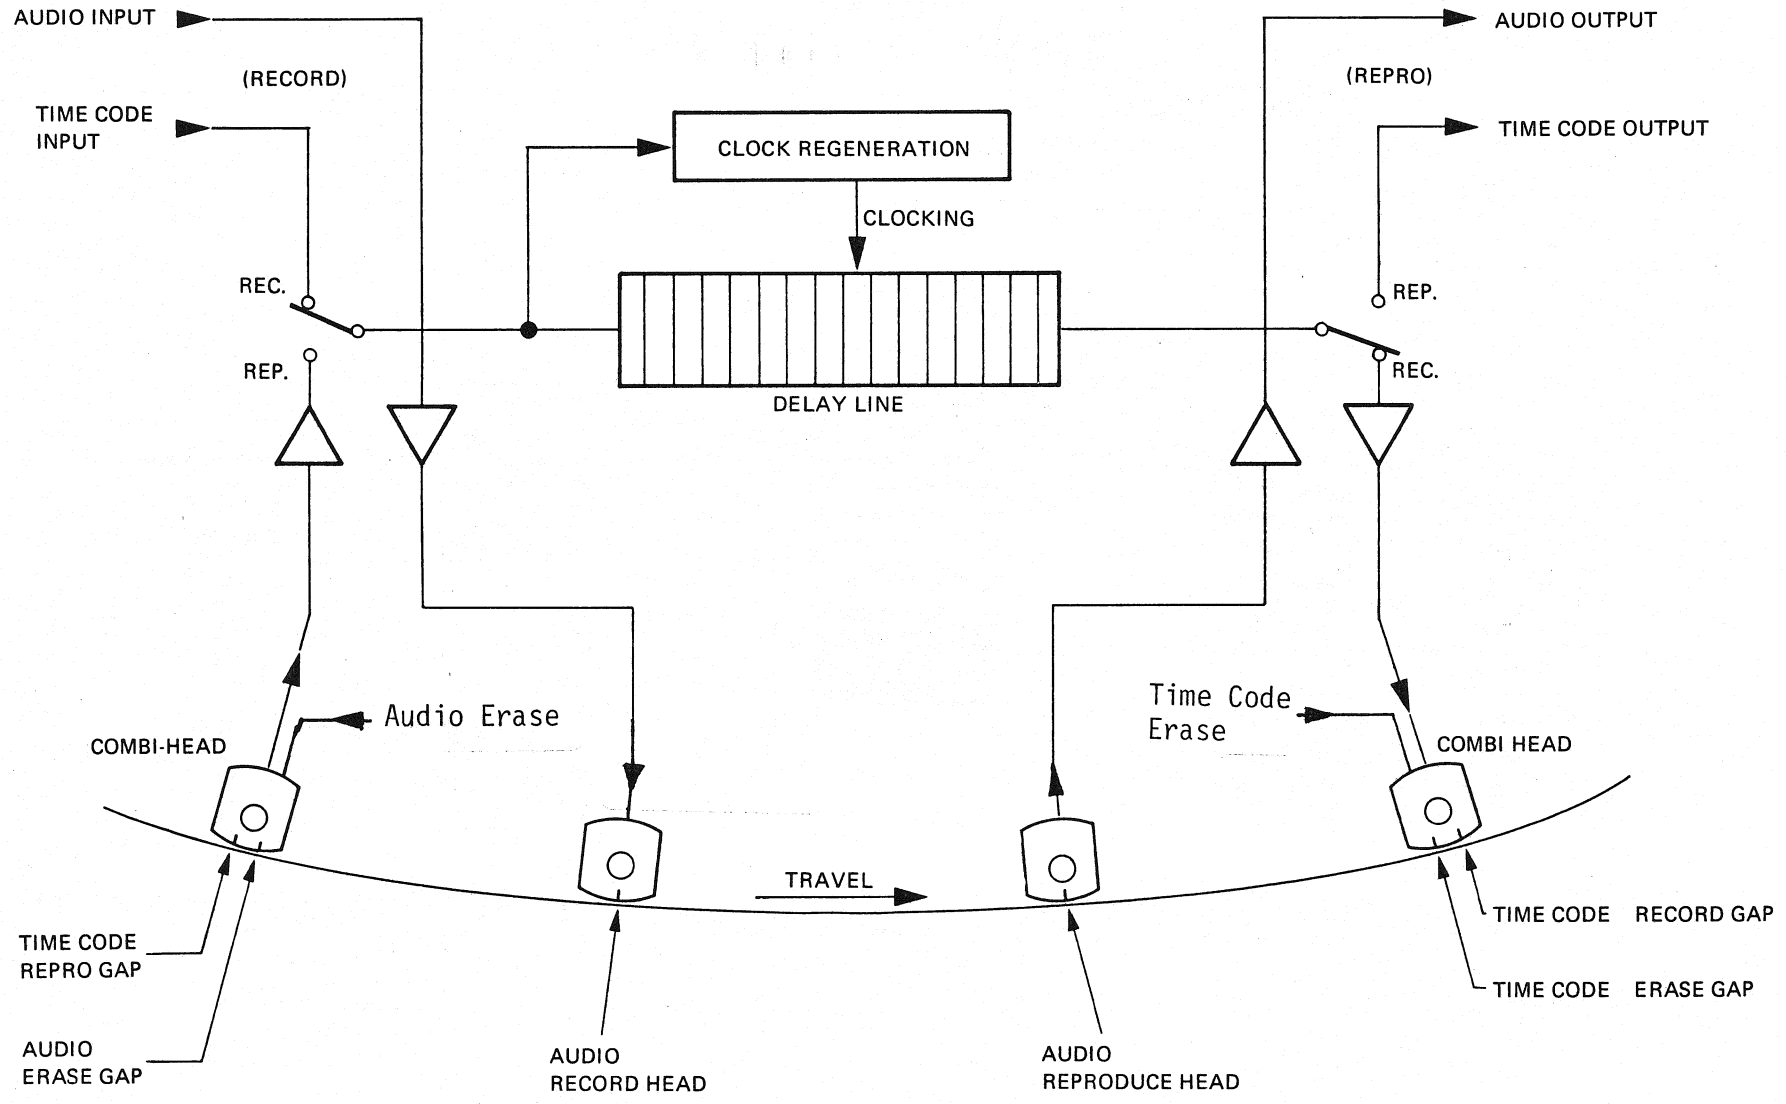 AUDIO INPUT
AUDIO OUTPUT
(RECORD)
(REPRO)
TIME CODE
INPUT
TIME CODE OUTPUT
CLOCK REGENERATION
CLOCKING
REC.
REP.
REP.
REC.
DELAY LINE
Audio Erase
Time Code
Erase
COMBI-HEAD
COMBI HEAD
TRAVEL
TIME CODE
REPRO GAP
TIME CODE RECORD GAP
TIME CODE ERASE GAP
AUDIO
ERASE GAP
AUDIO
RECORD HEAD
AUDIO
REPRODUCE HEAD